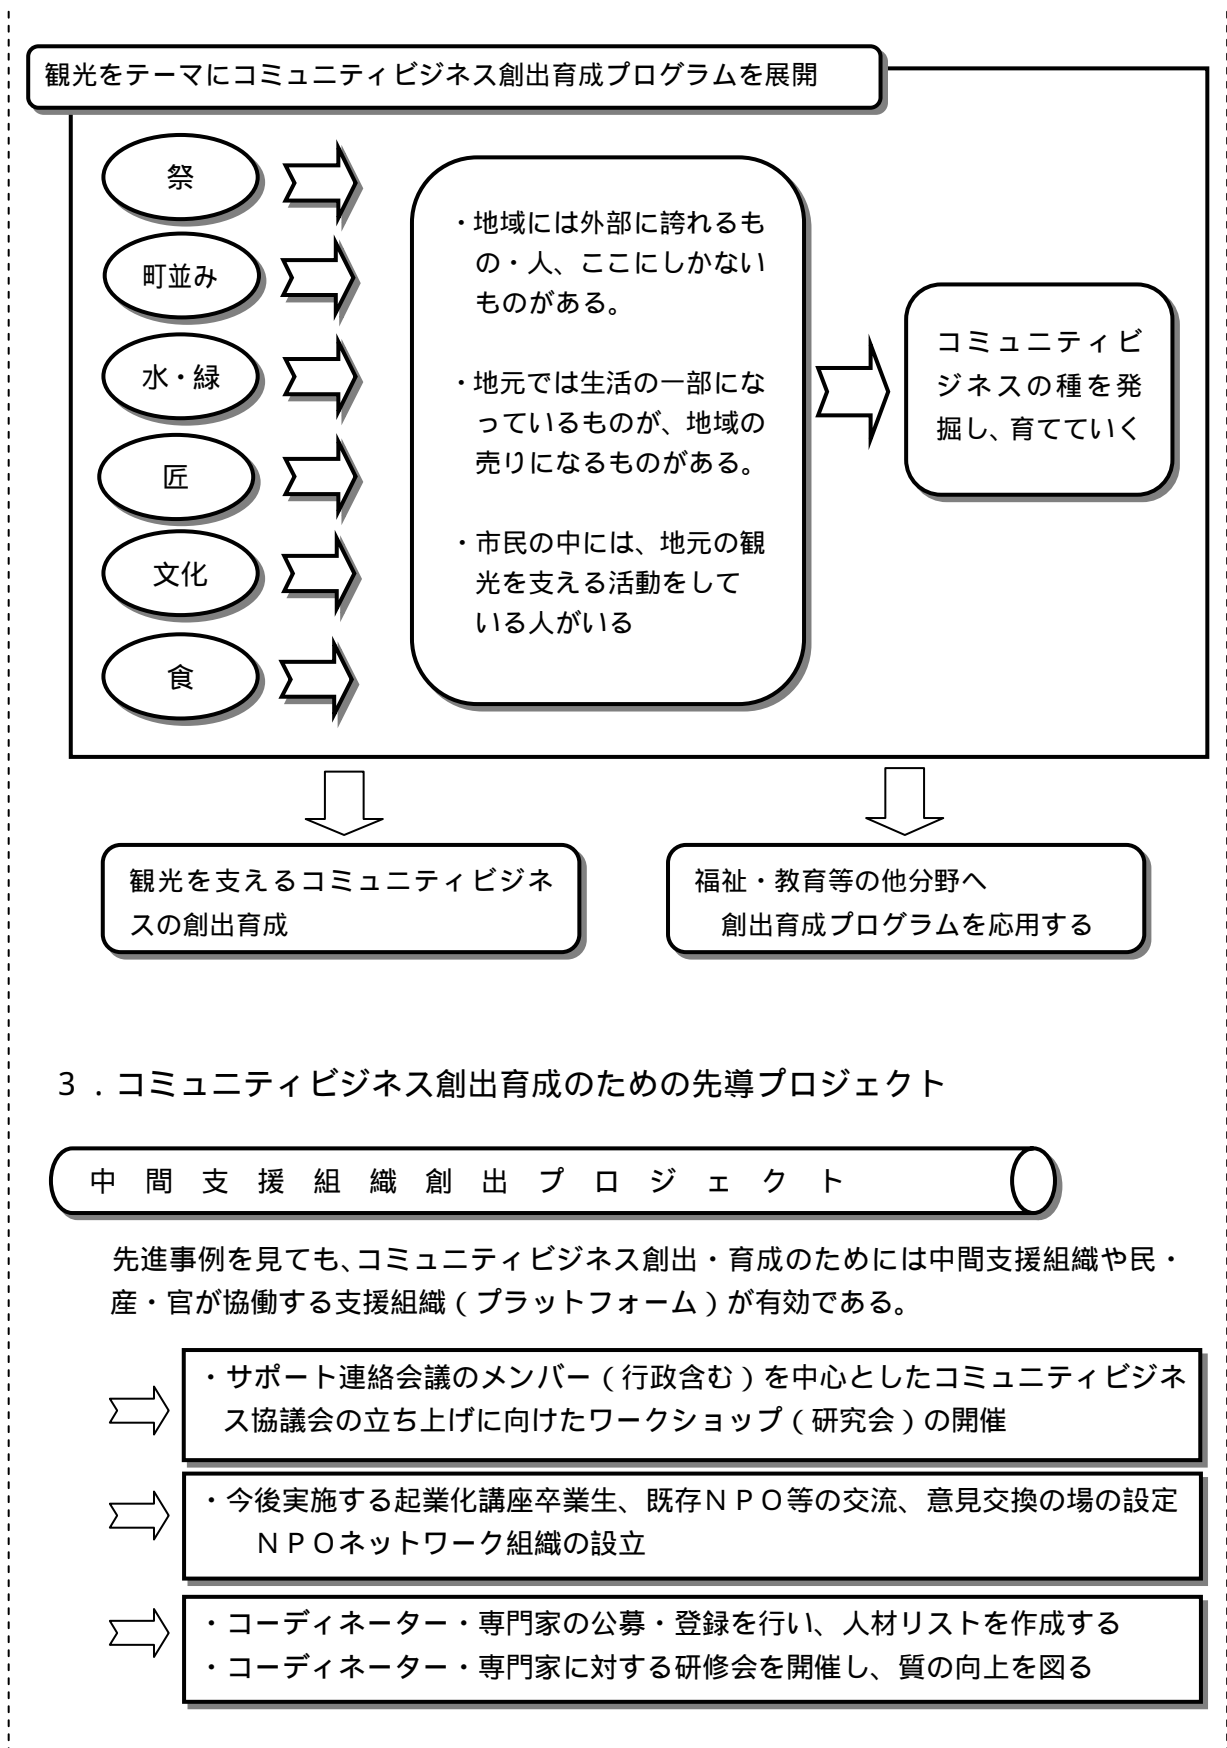 観光をテーマにコミュニティビジネス創出育成プログラムを展開
祭
町並み
水・緑
匠
文化
食
・地域には外部に誇れるも
の・人、ここにしかない
ものがある。
・地元では生活の一部にな
っているものが、地域の
売りになるものがある。
・市民の中には、地元の観
光を支える活動をして
いる人がいる
コミュニティビ
ジネスの種を発
掘し、育てていく
観光を支えるコミュニティビジネ
スの創出育成
福祉・教育等の他分野へ
創出育成プログラムを応用する
３．コミュニティビジネス創出育成のための先導プロジェクト
中間支援組織創出プロジェクト
先進事例を見ても、コミュニティビジネス創出・育成のためには中間支援組織や民・
産・官が協働する支援組織（プラットフォーム）が有効である。
・サポート連絡会議のメンバー（行政含む）を中心としたコミュニティビジネ
ス協議会の立ち上げに向けたワークショップ（研究会）の開催
・今後実施する起業化講座卒業生、既存ＮＰＯ等の交流、意見交換の場の設定
ＮＰＯネットワーク組織の設立
・コーディネーター・専門家の公募・登録を行い、人材リストを作成する
・コーディネーター・専門家に対する研修会を開催し、質の向上を図る